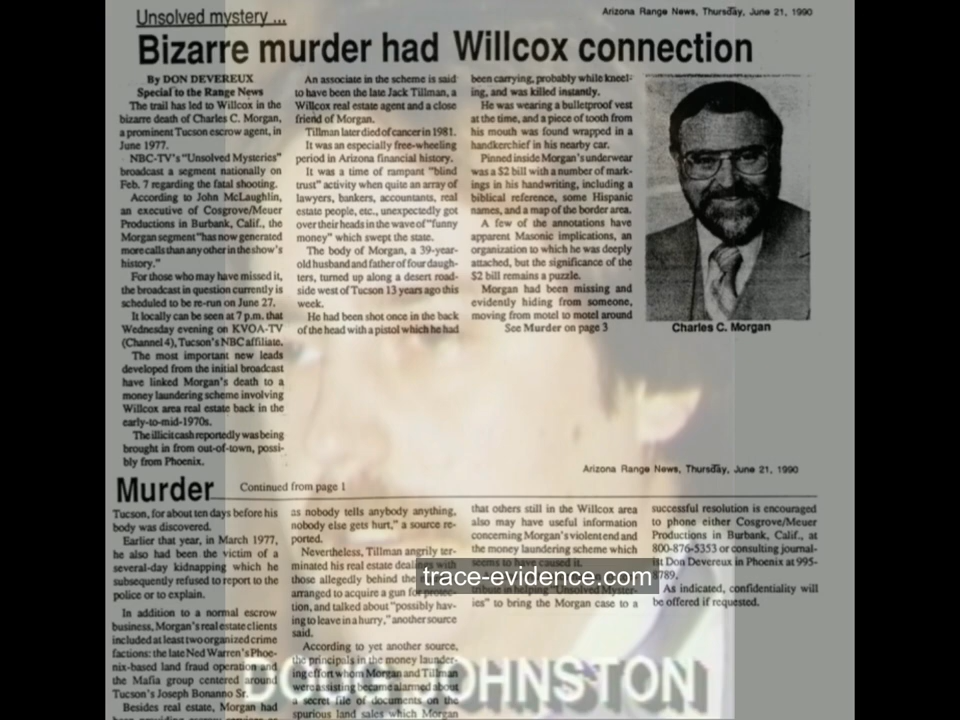 Unsolved mystery ...
Arizona Range News, Thursday, June 21, 1990
Bizarre murder had Willcox connection
By DON DEVEREUX
Special to the Range News
The trail has led to Willcox in the
bizarre death of Charles C. Morgan,
a prominent Tucson escrow agent, in
June 1977.
NBC-TV's "Unsolved Mysteries"
broadcast a segment nationally on
Feb. 7 regarding the fatal shooting.
According to John McLaughlin,
an executive of Cosgrove/Meuer
Productions in Burbank, Calif., the
Morgan segment "has now generated
more calls than any other in the show's
history."
For those who may have missed it,
the broadcast in question currently is
scheduled to be re-run on June 27.
It locally can be seen at 7 p.m. that
Wednesday evening on KVOA-TV
(Channel 4), Tucson's NBC affiliate.
The most important new leads
developed from the initial broadcast
have linked Morgan's death to a
money laundering scheme involving
Willcox area real estate back in the
early-to-mid-1970s.
The illicit cash reportedly was being
brought in from out-of-town, possi-
bly from Phoenix.
An associate in the scheme is said
to have been the late Jack Tillman, a
Willcox real estate agent and a close
friend of Morgan.
Tillman later died of cancer in 1981.
It was an especially free-wheeling
period in Arizona financial history.
It was a time of rampant "blind
trust" activity when quite an array of
lawyers, bankers, accountants, real
estate people, etc., unexpectedly got
over their heads in the wave of "funny
money" which swept the state.
The body of Morgan, a 39-year-
old husband and father of four daugh-
ters, turned up along a desert road-
side west of Tucson 13 years ago this
week.
He had been shot once in the back
of the head with a pistol which he had
been carrying, probably while kneel-
ing, and was killed instantly.
He was wearing a bulletproof vest
at the time, and a piece of tooth from
his mouth was found wrapped in a
handkerchief in his nearby car.
Pinned inside Morgan's underwear
was a $2 bill with a number of mark-
ings in his handwriting, including a
biblical reference, some Hispanic
names, and a map of the border area.
A few of the annotations have
apparent Masonic implications, an
organization to which he was deeply
attached, but the significance of the
$2 bill remains a puzzle.
Morgan had been missing and
evidently hiding from someone,
moving from motel to motel around
See Murder on page 3
Charles C. Morgan
Arizona Range News, Thursday, June 21, 1990
Murder
Continued from page 1
Tucson, for about ten days before his
body was discovered.
Earlier that year, in March 1977,
he also had been the victim of a
several-day kidnapping which he
subsequently refused to report to the
police or to explain.
In addition to a normal escrow
business, Morgan's real estate clients
included at least two organized crime
factions: the late Ned Warren's Phoe-
nix-based land fraud operation and
the Mafia group centered around
Tucson's Joseph Bonanno Sr.
Besides real estate, Morgan had
as nobody tells anybody anything,
nobody else gets hurt," a source re-
ported.
Nevertheless, Tillman angrily ter-
minated his real estate dealings with
those allegedly behind the
arranged to acquire a gun for protec-
tion, and talked about "possibly hav-
ing to leave in a hurry," another source
said.
According to yet another source,
the principals in the money launder-
ing effort whom Morgan and Tillman
were assisting became alarmed about
a secret file of documents on the
spurious land sales which Morgan
that others still in the Willcox area
also may have useful information
concerning Morgan's violent end and
the money laundering scheme which
seems to have caused it.
tribute in helping "Unsolved Myster-
ies" to bring the Morgan case to a
successful resolution is encouraged
to phone either Cosgrove/Meuer
Productions in Burbank, Calif., at
800-876-5353 or consulting journal-
ist Don Devereux in Phoenix at 995-
8789.
As indicated, confidentiality will
be offered if requested.
trace-evidence.com
DOUG JOHNSTON